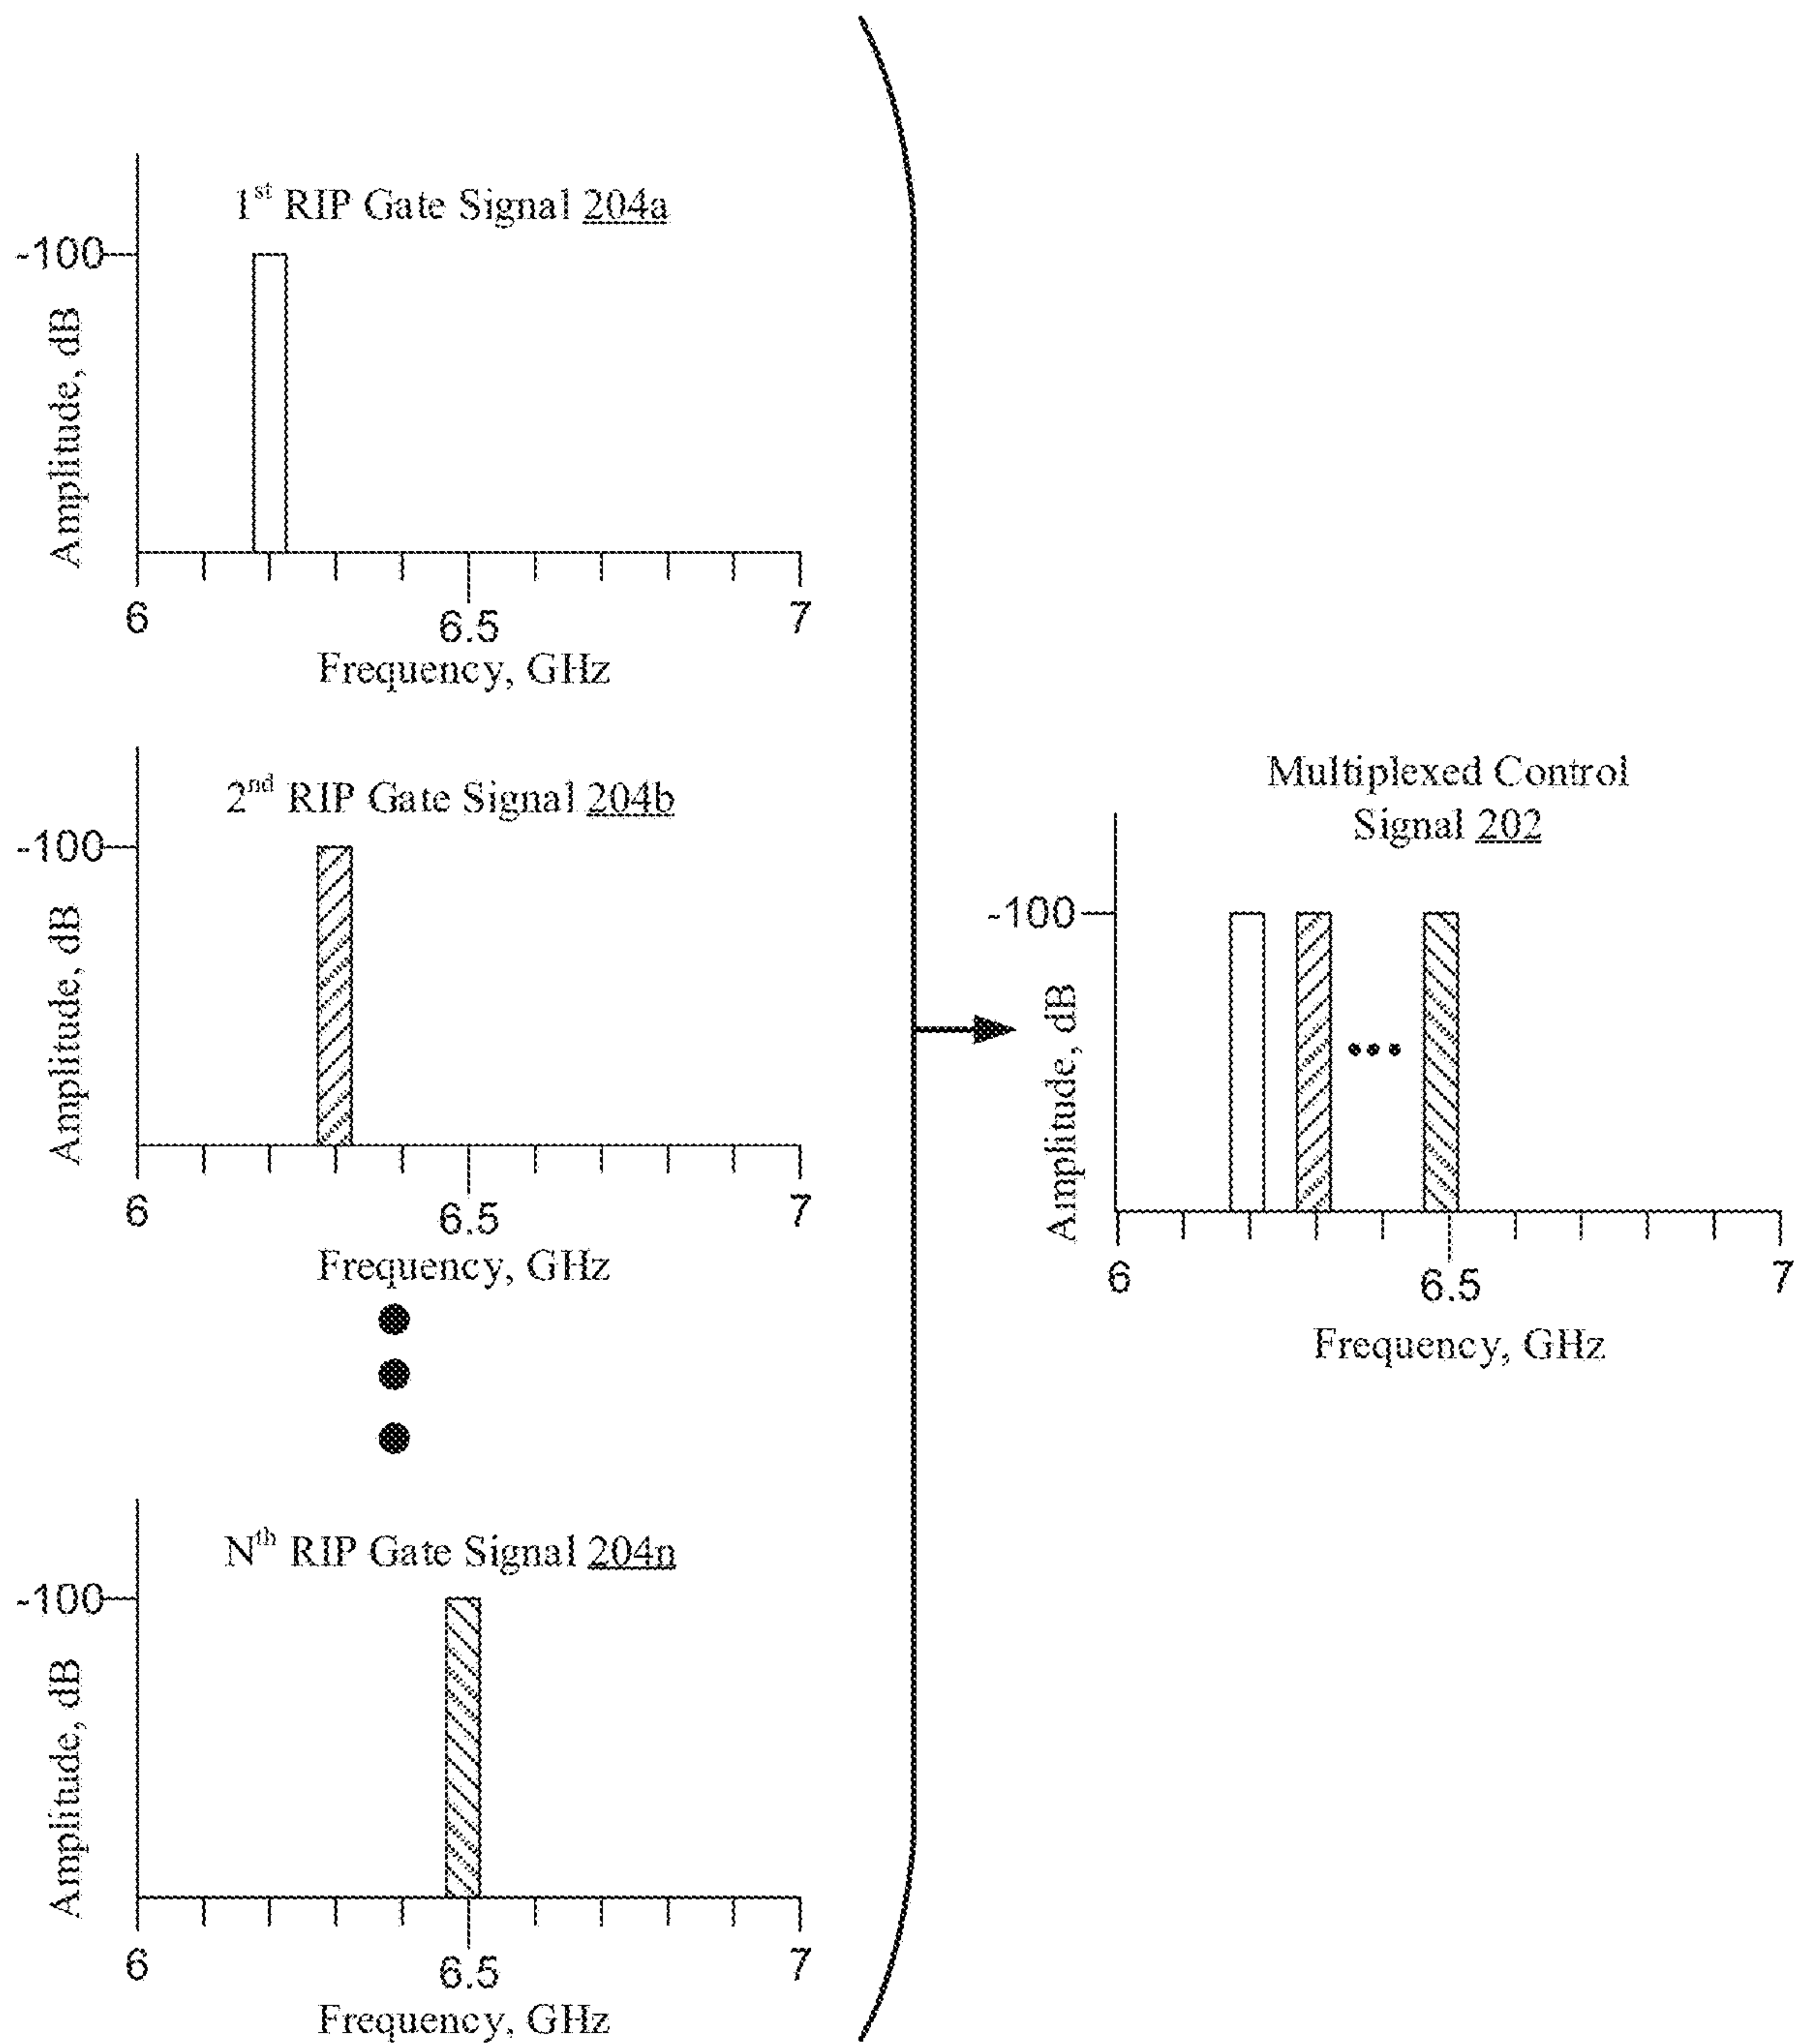 1st RIP Gate Signal 204a
-100
Amplitude, dB
6
6.5
7
Frequency, GHz
2nd RIP Gate Signal 204b
-100
Amplitude, dB
6
6.5
7
Frequency, GHz
Nth RIP Gate Signal 204n
-100
Amplitude, dB
6
6.5
7
Frequency, GHz
Multiplexed Control
Signal 202
-100
Amplitude, dB
6
6.5
7
Frequency, GHz